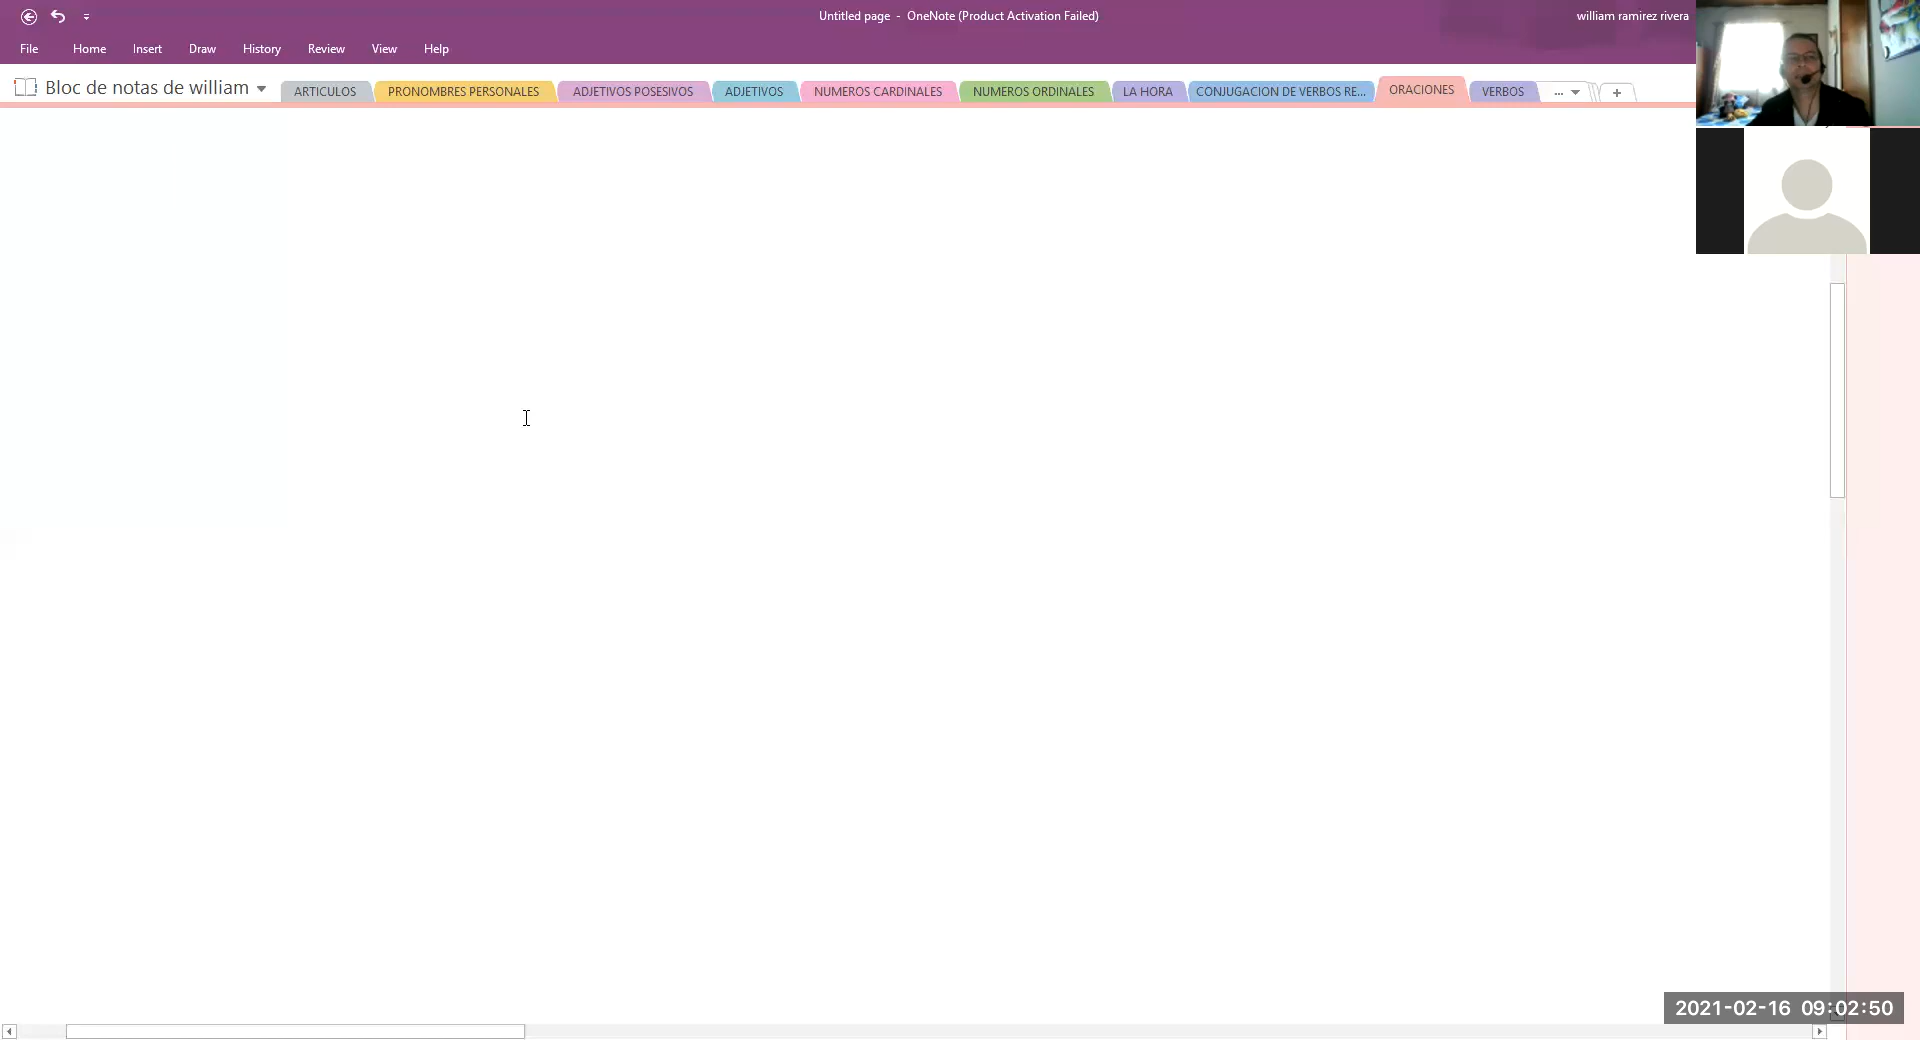 Untitled page - OneNote (Product Activation Failed)
william ramirez rivera
File Home Insert Draw History Review View Help
Bloc de notas de william
ARTICULOS PRONOMBRES PERSONALES ADJETIVOS POSESIVOS ADJETIVOS NUMEROS CARDINALES NUMEROS ORDINALES LA HORA CONJUGACION DE VERBOS RE... ORACIONES VERBOS ... +
2021-02-16 09:02:50